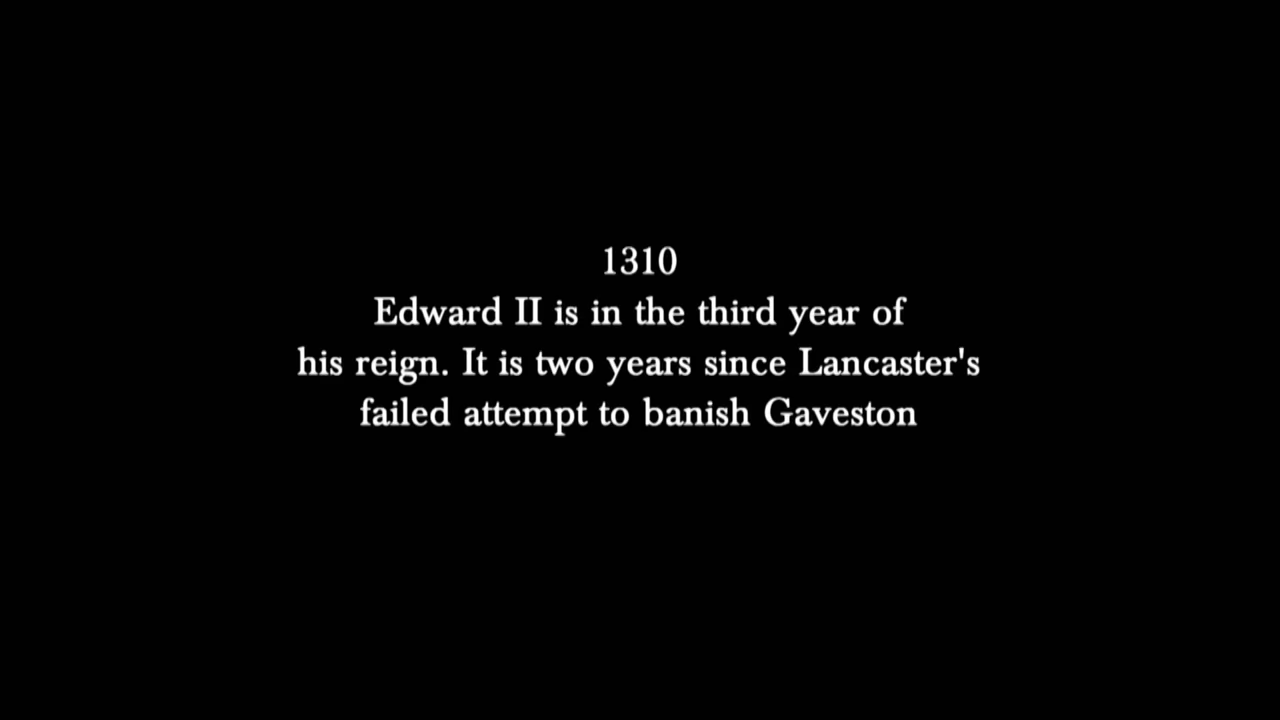 1310
Edward II is in the third year of
his reign. It is two years since Lancaster's
failed attempt to banish Gaveston